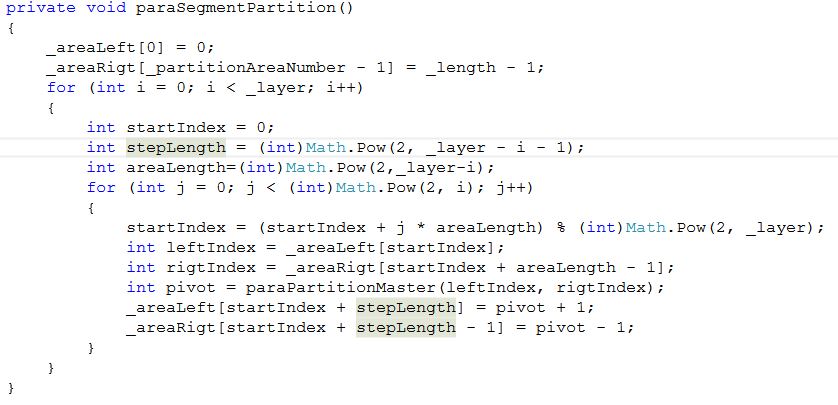 private void paraSegmentPartition()
{
    _areaLeft[0] = 0;
    _areaRigt[_partitionAreaNumber - 1] = _length - 1;
    for (int i = 0; i < _layer; i++)
    {
        int startIndex = 0;
        int stepLength = (int)Math.Pow(2, _layer - i - 1);
        int areaLength=(int)Math.Pow(2,_layer-i);
        for (int j = 0; j < (int)Math.Pow(2, i); j++)
        {
            startIndex = (startIndex + j * areaLength) % (int)Math.Pow(2, _layer);
            int leftIndex = _areaLeft[startIndex];
            int rigtIndex = _areaRigt[startIndex + areaLength - 1];
            int pivot = paraPartitionMaster(leftIndex, rigtIndex);
            _areaLeft[startIndex + stepLength] = pivot + 1;
            _areaRigt[startIndex + stepLength - 1] = pivot - 1;
        }
    }
}